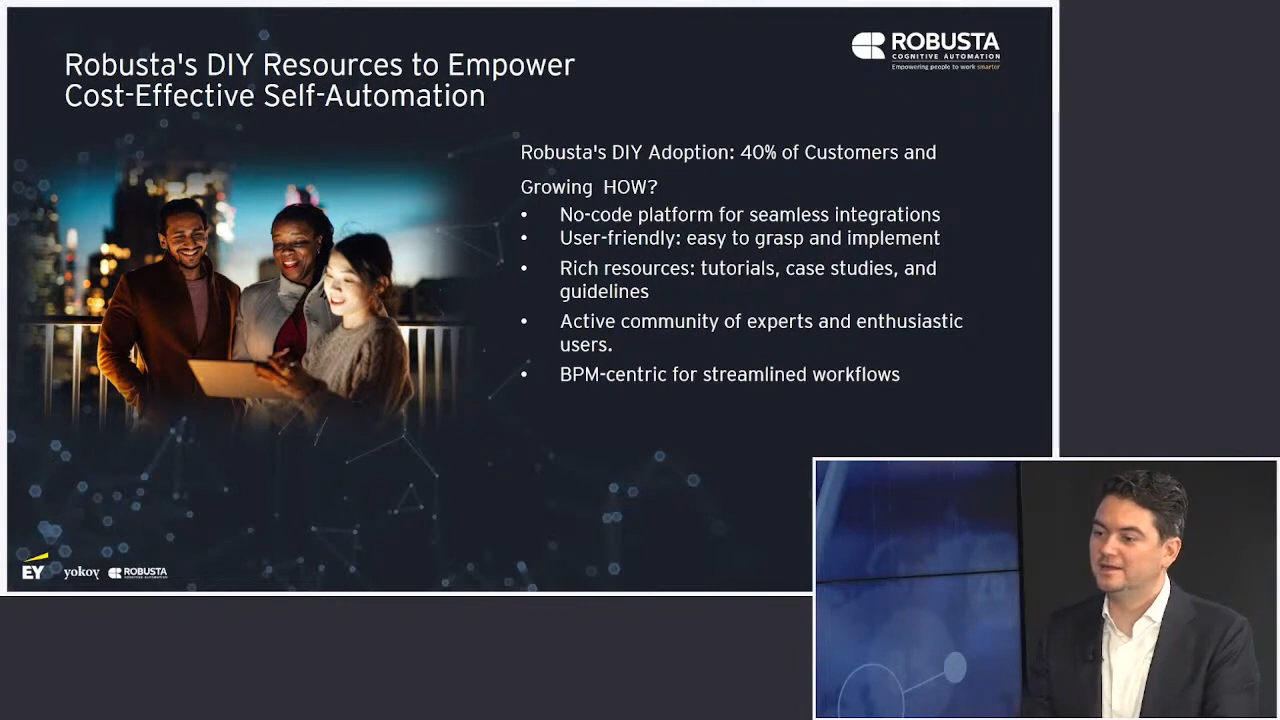 Robusta's DIY Resources to Empower
Cost-Effective Self-Automation
ROBUSTA
COGNITIVE AUTOMATION
Empowering people to work smarter
Robusta's DIY Adoption: 40% of Customers and
Growing HOW?
• No-code platform for seamless integrations
• User-friendly: easy to grasp and implement
• Rich resources: tutorials, case studies, and
guidelines
• Active community of experts and enthusiastic
users.
• BPM-centric for streamlined workflows
EY
yokoy
ROBUSTA
COGNITIVE AUTOMATION